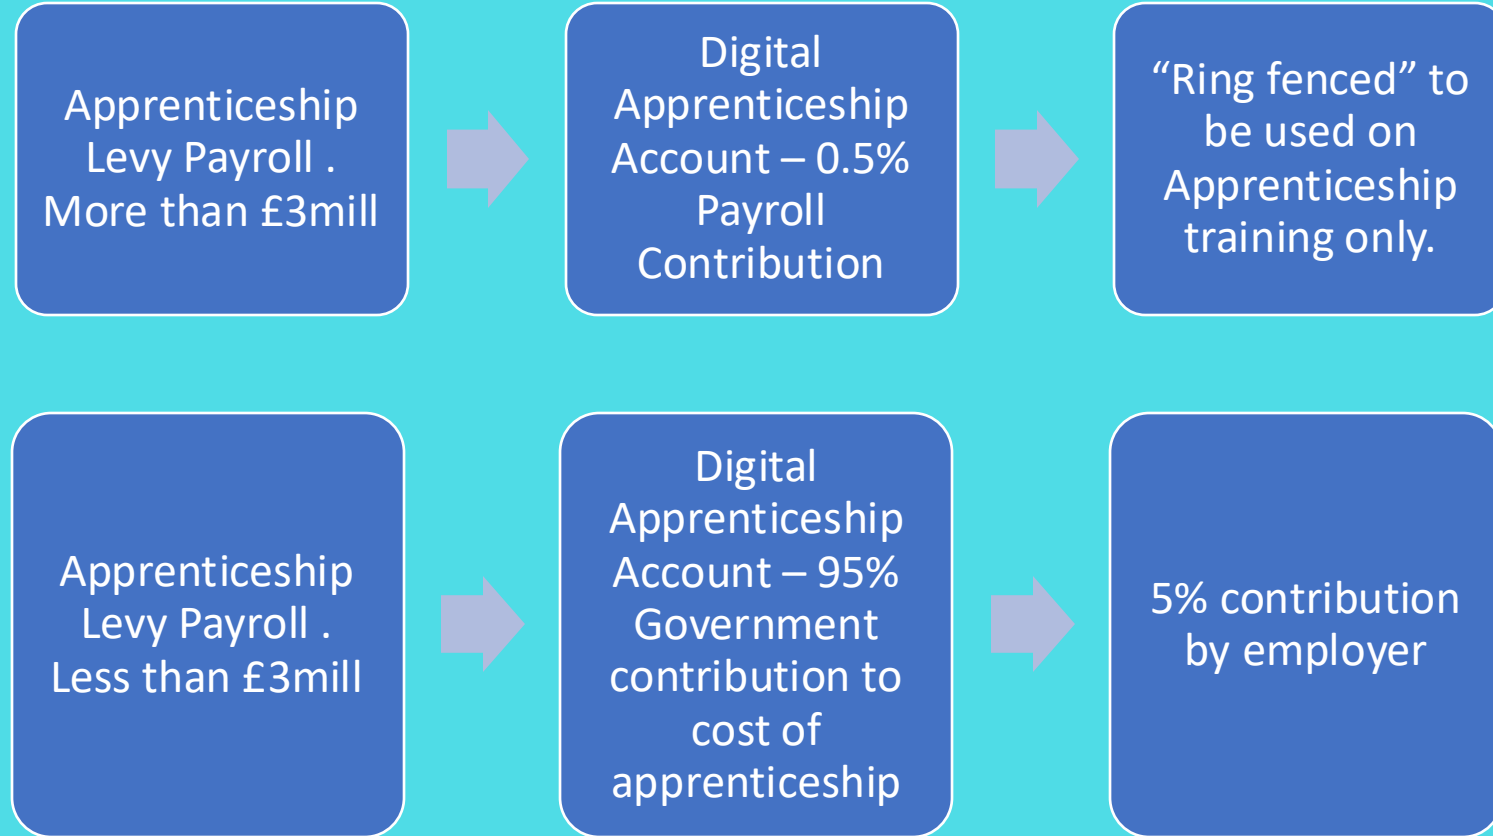 Apprenticeship
Levy Payroll .
More than £3mill
Digital
Apprenticeship
Account – 0.5%
Payroll
Contribution
“Ring fenced” to
be used on
Apprenticeship
training only.
Apprenticeship
Levy Payroll .
Less than £3mill
Digital
Apprenticeship
Account – 95%
Government
contribution to
cost of
apprenticeship
5% contribution
by employer